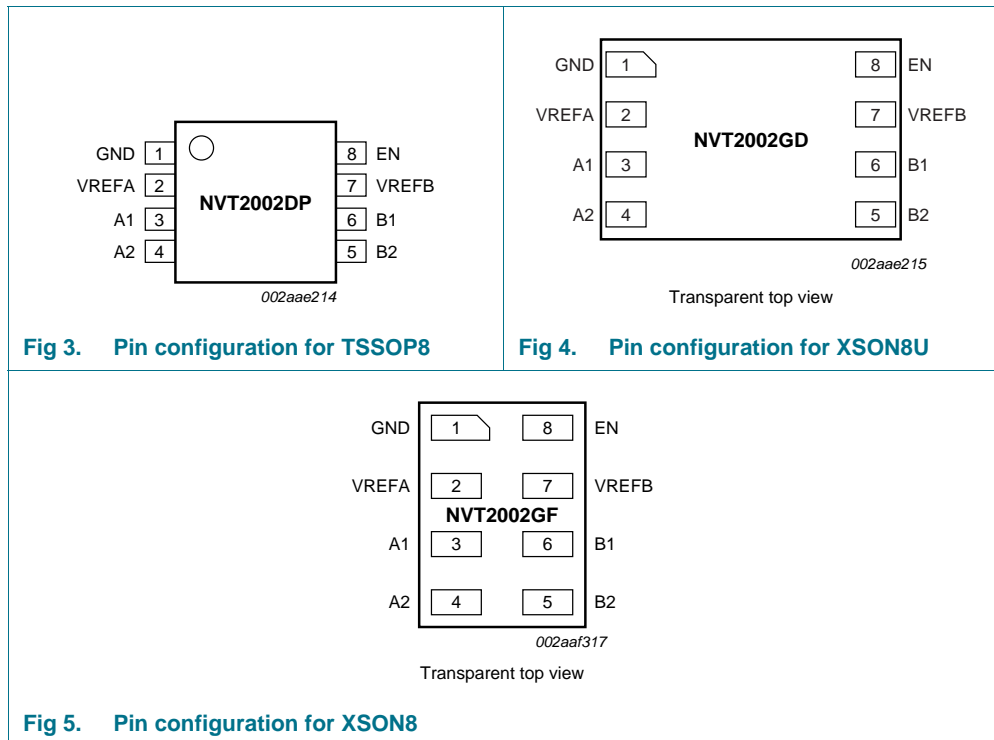 GND 1 8 EN
VREFA 2 7 VREFB
NVT2002DP
A1 3 6 B1
A2 4 5 B2
002aae214
Fig 3. Pin configuration for TSSOP8
GND 1 8 EN
VREFA 2 7 VREFB
NVT2002GD
A1 3 6 B1
A2 4 5 B2
002aae215
Transparent top view
Fig 4. Pin configuration for XSON8U
GND 1 8 EN
VREFA 2 7 VREFB
NVT2002GF
A1 3 6 B1
A2 4 5 B2
002aaf317
Transparent top view
Fig 5. Pin configuration for XSON8